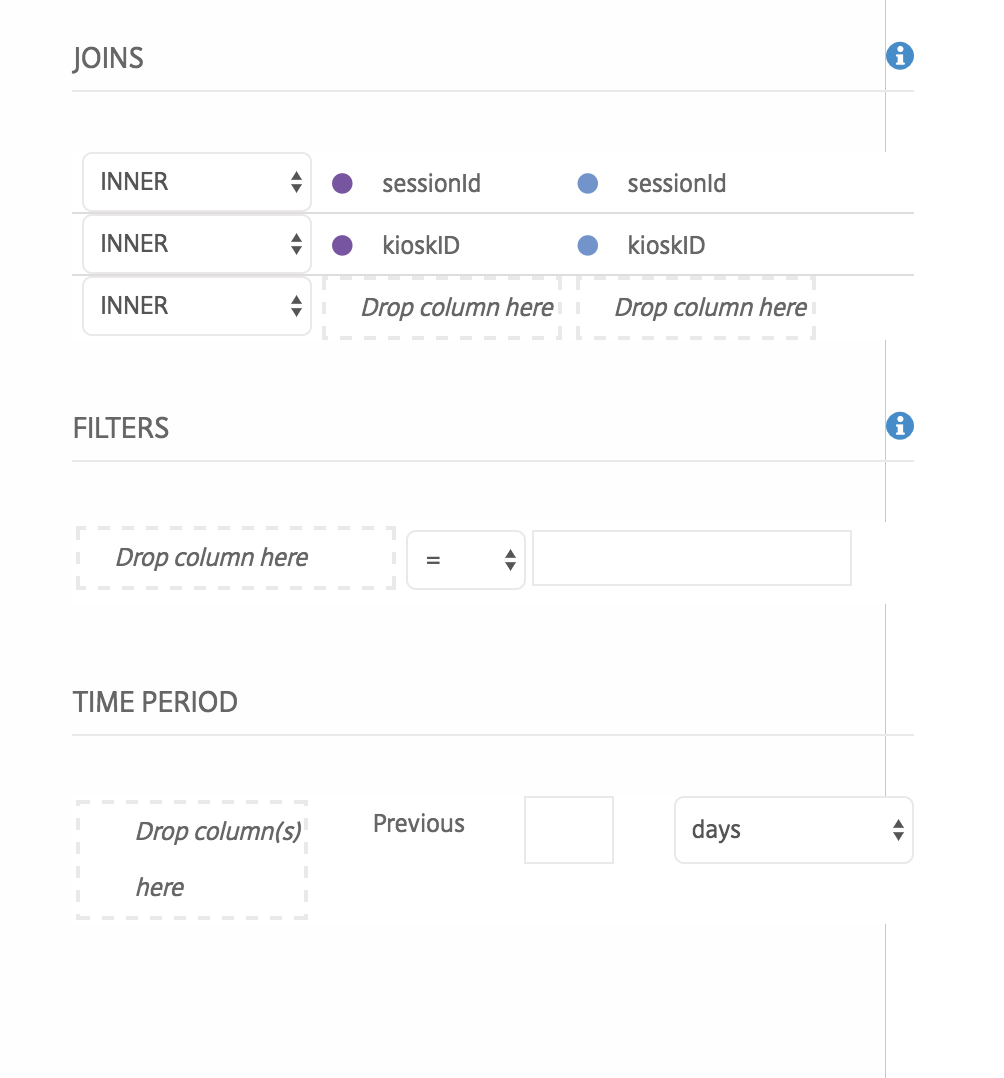 JOINS
INNER sessionId sessionId
INNER kioskID kioskID
INNER Drop column here Drop column here
FILTERS
Drop column here =
TIME PERIOD
Drop column(s) Previous days
here